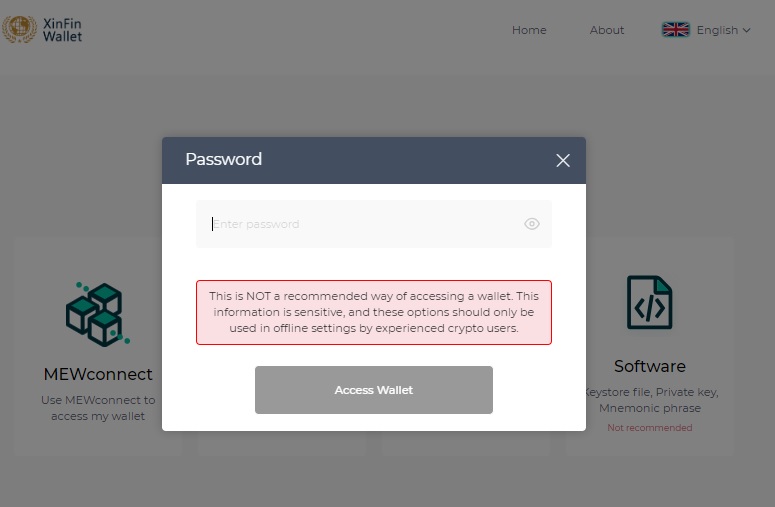 XinFin
Wallet
Home
About
English
Password
Enter password
This is NOT a recommended way of accessing a wallet. This
information is sensitive, and these options should only be
used in offline settings by experienced crypto users.
Access Wallet
MEWconnect
Use MEWconnect to
access my wallet
Software
Keystore file, Private key,
Mnemonic phrase
Not recommended